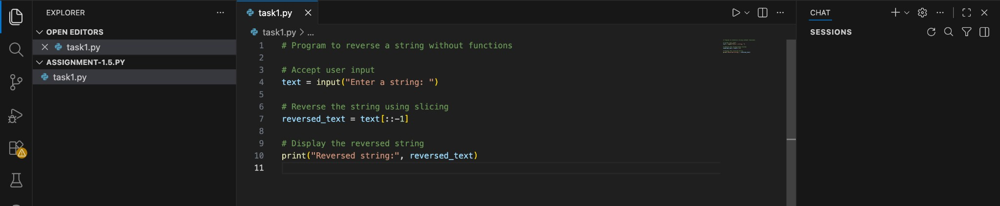 EXPLORER
OPEN EDITORS
task1.py
ASSIGNMENT-1.5.PY
task1.py
task1.py
task1.py > ...
1 # Program to reverse a string without functions
2
3 # Accept user input
4 text = input("Enter a string: ")
5
6 # Reverse the string using slicing
7 reversed_text = text[::-1]
8
9 # Display the reversed string
10 print("Reversed string:", reversed_text)
11
CHAT
SESSIONS